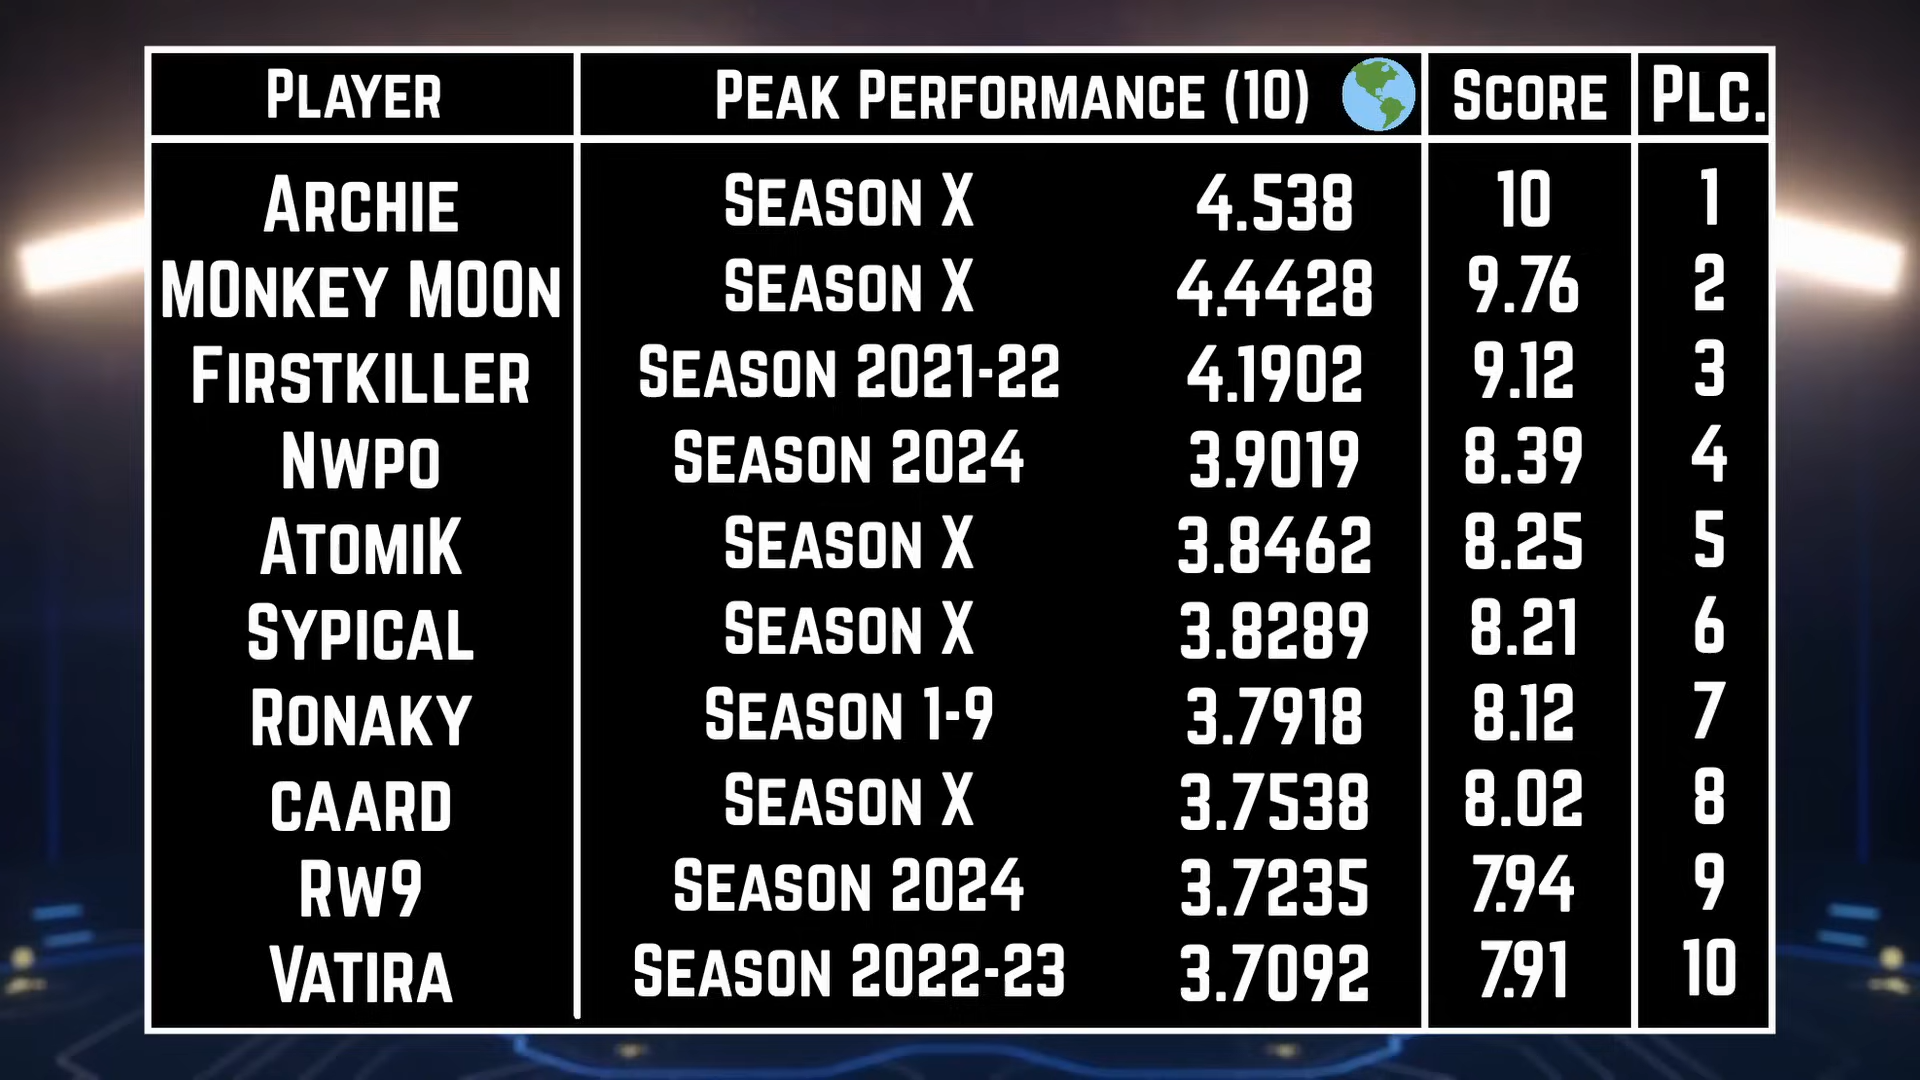 Player Peak Performance (10) Score Plc.
Archie Season X 4.538 10 1
M0nkey M00n Season X 4.4428 9.76 2
Firstkiller Season 2021-22 4.1902 9.12 3
Nwpo Season 2024 3.9019 8.39 4
AtomiK Season X 3.8462 8.25 5
Sypical Season X 3.8289 8.21 6
Ronaky Season 1-9 3.7918 8.12 7
caard Season X 3.7538 8.02 8
Rw9 Season 2024 3.7235 7.94 9
Vatira Season 2022-23 3.7092 7.91 10